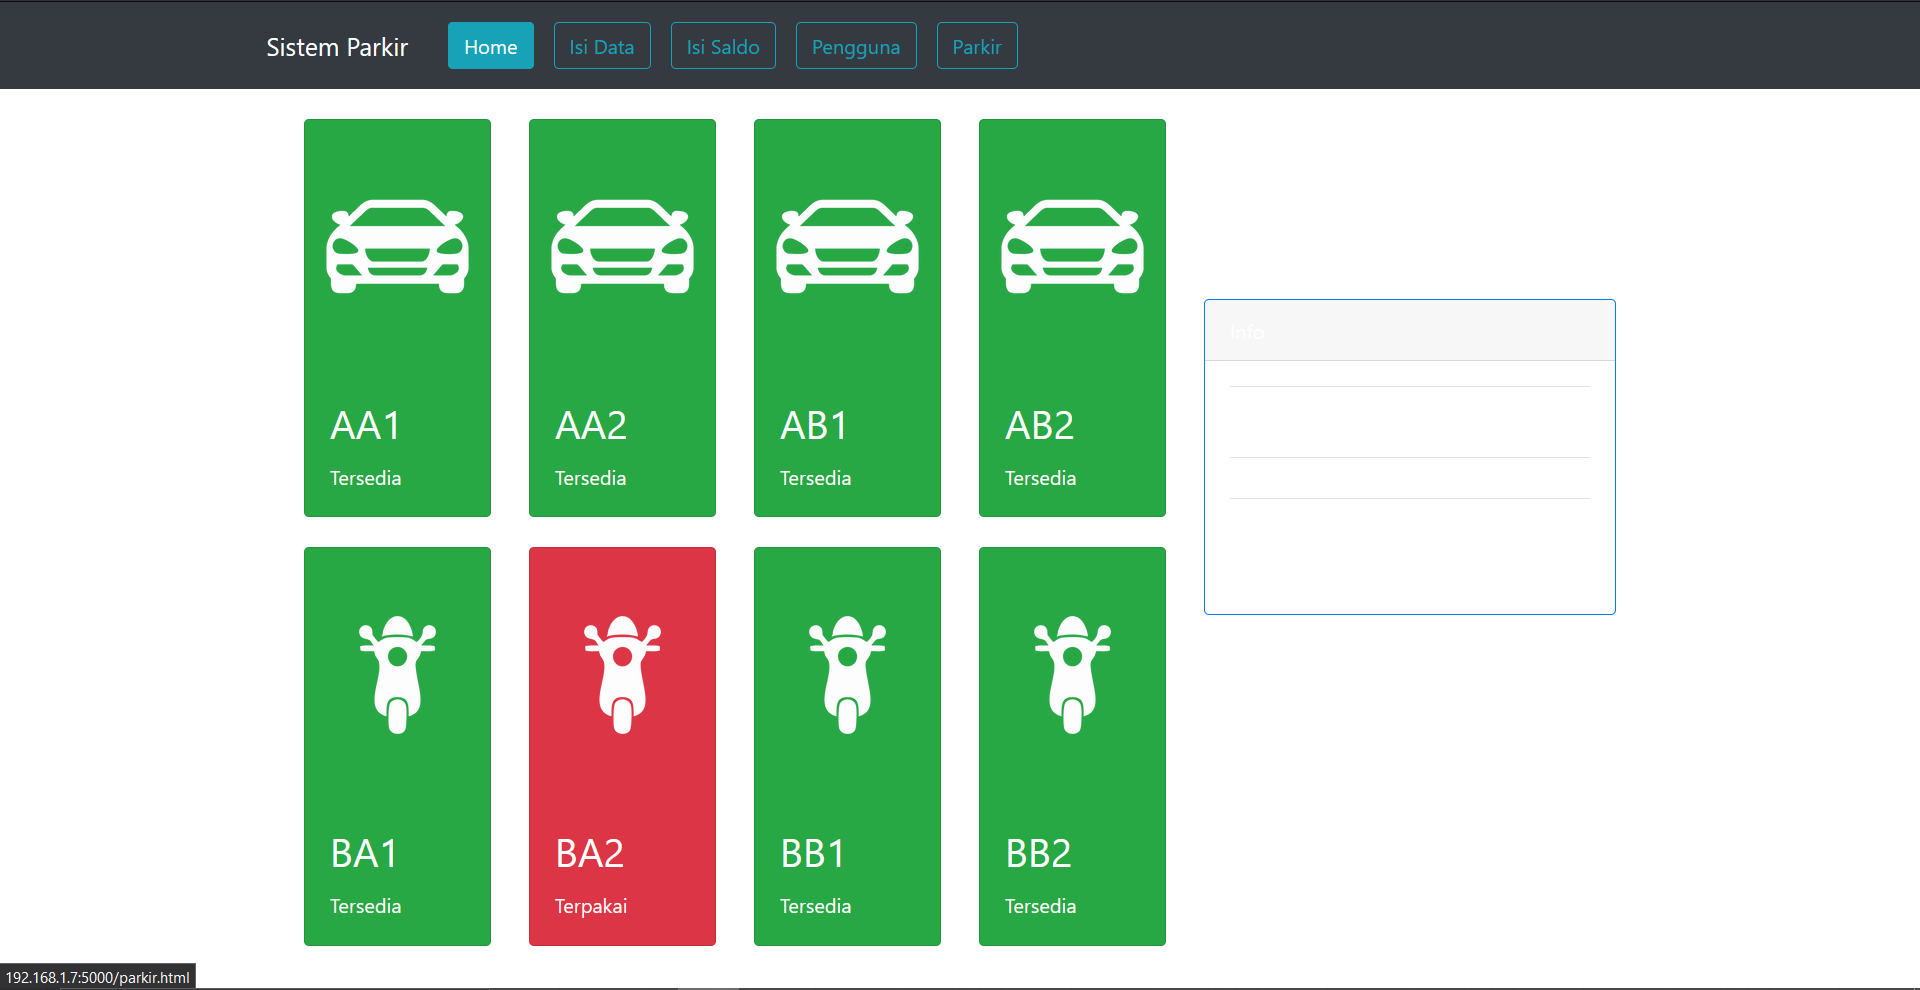 Sistem Parkir
Home
Isi Data
Isi Saldo
Pengguna
Parkir
AA1
Tersedia
AA2
Tersedia
AB1
Tersedia
AB2
Tersedia
Info
BA1
Tersedia
BA2
Terpakai
BB1
Tersedia
BB2
Tersedia
192.168.1.7:5000/parkir.html